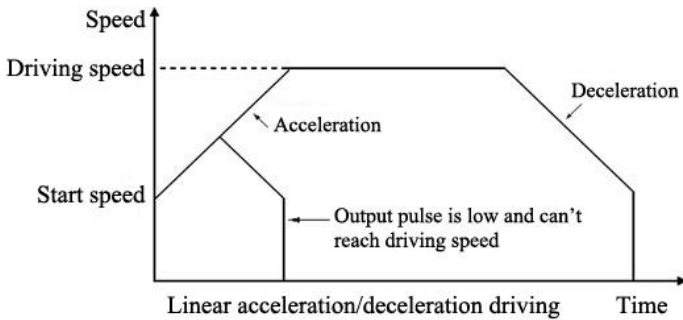 Speed
Driving speed
Deceleration
Acceleration
Start speed
Output pulse is low and can't
reach driving speed
Linear acceleration/deceleration driving
Time